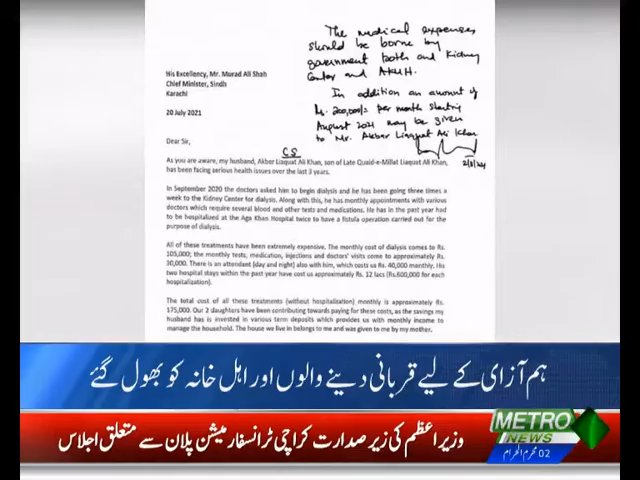 The medical expenses
should be borne by
government both and Kidney
Center and AKUH.
In addition an amount of
Rs. 200,000/= per month starting
August 2021 may be given
to Mr. Akbar Liaquat Ali Khan
His Excellency, Mr. Murad Ali Shah
Chief Minister, Sindh
Karachi
20 July 2021
Dear Sir,
CS
As you are aware, my husband, Akbar Liaquat Ali Khan, son of Late Quaid-e-Millat Liaquat Ali Khan,
has been facing serious health issues over the last 3 years.
In September 2020 the doctors asked him to begin dialysis and he has been going three times a
week to the Kidney Center for dialysis. Along with this, he has monthly appointments with various
doctors which require several blood and other tests and medications. He has in the past year had
to be hospitalized at the Aga Khan Hospital twice to have a fistula operation carried out for the
purpose of dialysis.
All of these treatments have been extremely expensive. The monthly cost of dialysis comes to Rs.
105,000; the monthly tests, medication, injections and doctors' visits come to approximately Rs.
30,000. There is an attendant (day and night) also with him, which costs us Rs. 40,000 monthly. His
two hospital stays within the past year have cost us approximately Rs. 12 lacs (Rs.600,000 for each
hospitalization).
The total cost of all these treatments (without hospitalization) monthly is approximately Rs.
175,000. Our 3 daughters have been contributing towards paying for these costs, as the savings my
husband has is invested in various term deposits which provides us with monthly income to
manage the household. The house we live in belongs to me and was given to me by my mother.
ہم آزای کے لیے قربانی دینے والوں اور اہل خانہ کو بھول گئے
وزیراعظم کی زیر صدارت کراچی ٹرانسفارمیشن پلان سے متعلق اجلاس
METRO
NEWS
02 محرم الحرام